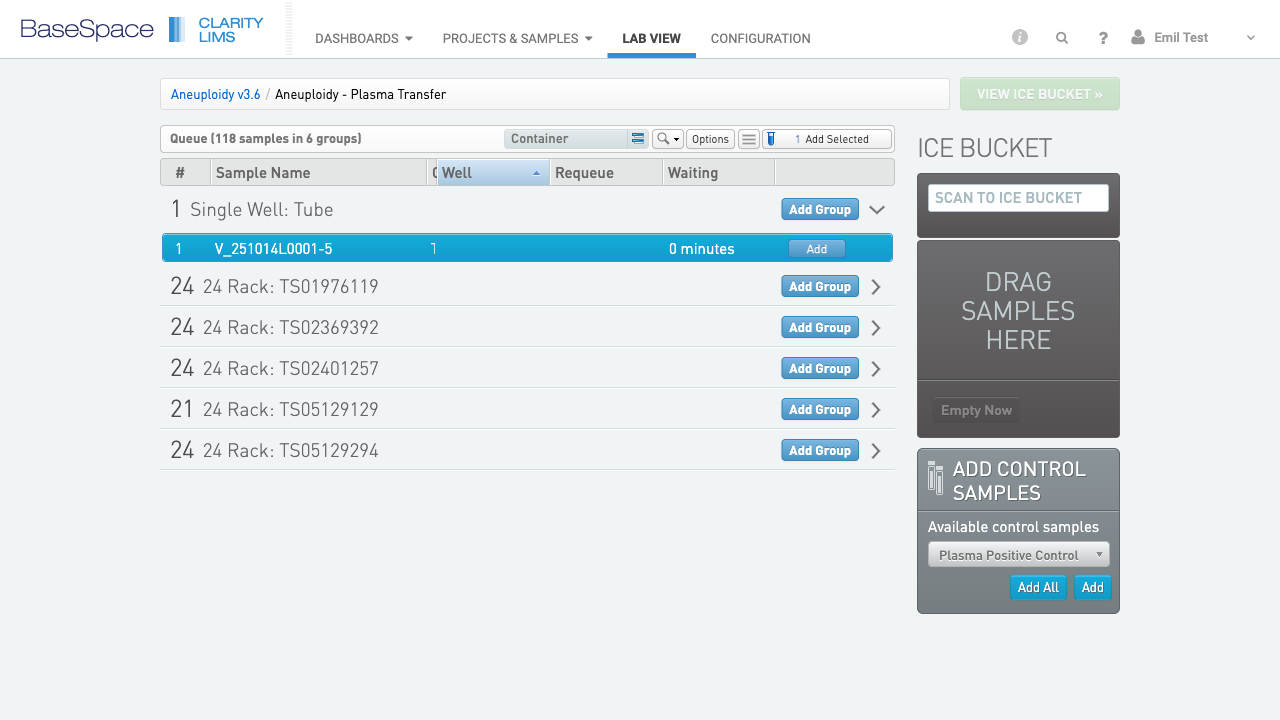 BaseSpace CLARITY LIMS
DASHBOARDS PROJECTS & SAMPLES LAB VIEW CONFIGURATION
? Emil Test
Aneuploidy v3.6 / Aneuploidy - Plasma Transfer
VIEW ICE BUCKET »
Queue (118 samples in 6 groups) Container Options 1 Add Selected
# Sample Name Well Requeue Waiting
1 Single Well: Tube Add Group
1 V_251014L0001-5 0 minutes Add
24 24 Rack: TS01976119 Add Group
24 24 Rack: TS02369392 Add Group
24 24 Rack: TS02401257 Add Group
21 24 Rack: TS05129129 Add Group
24 24 Rack: TS05129294 Add Group
ICE BUCKET
SCAN TO ICE BUCKET
DRAG
SAMPLES
HERE
Empty Now
ADD CONTROL
SAMPLES
Available control samples
Plasma Positive Control
Add All Add